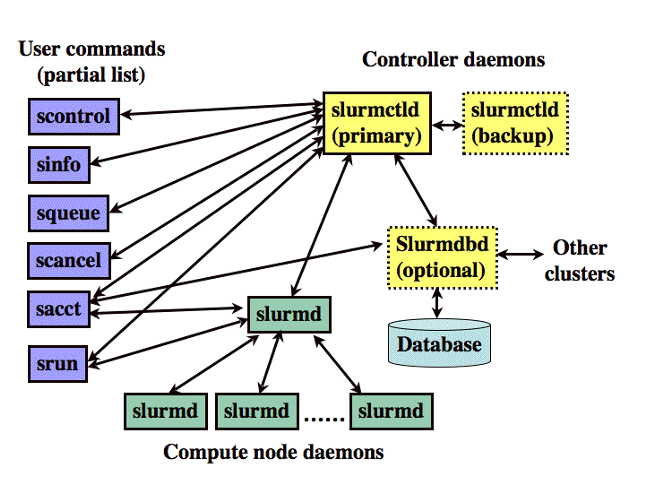 User commands
(partial list)
Controller daemons
scontrol
sinfo
squeue
scancel
sacct
srun
slurmctld
(primary)
slurmctld
(backup)
Slurmdbd
(optional)
Other
clusters
Database
slurmd
slurmd
slurmd
......
slurmd
Compute node daemons